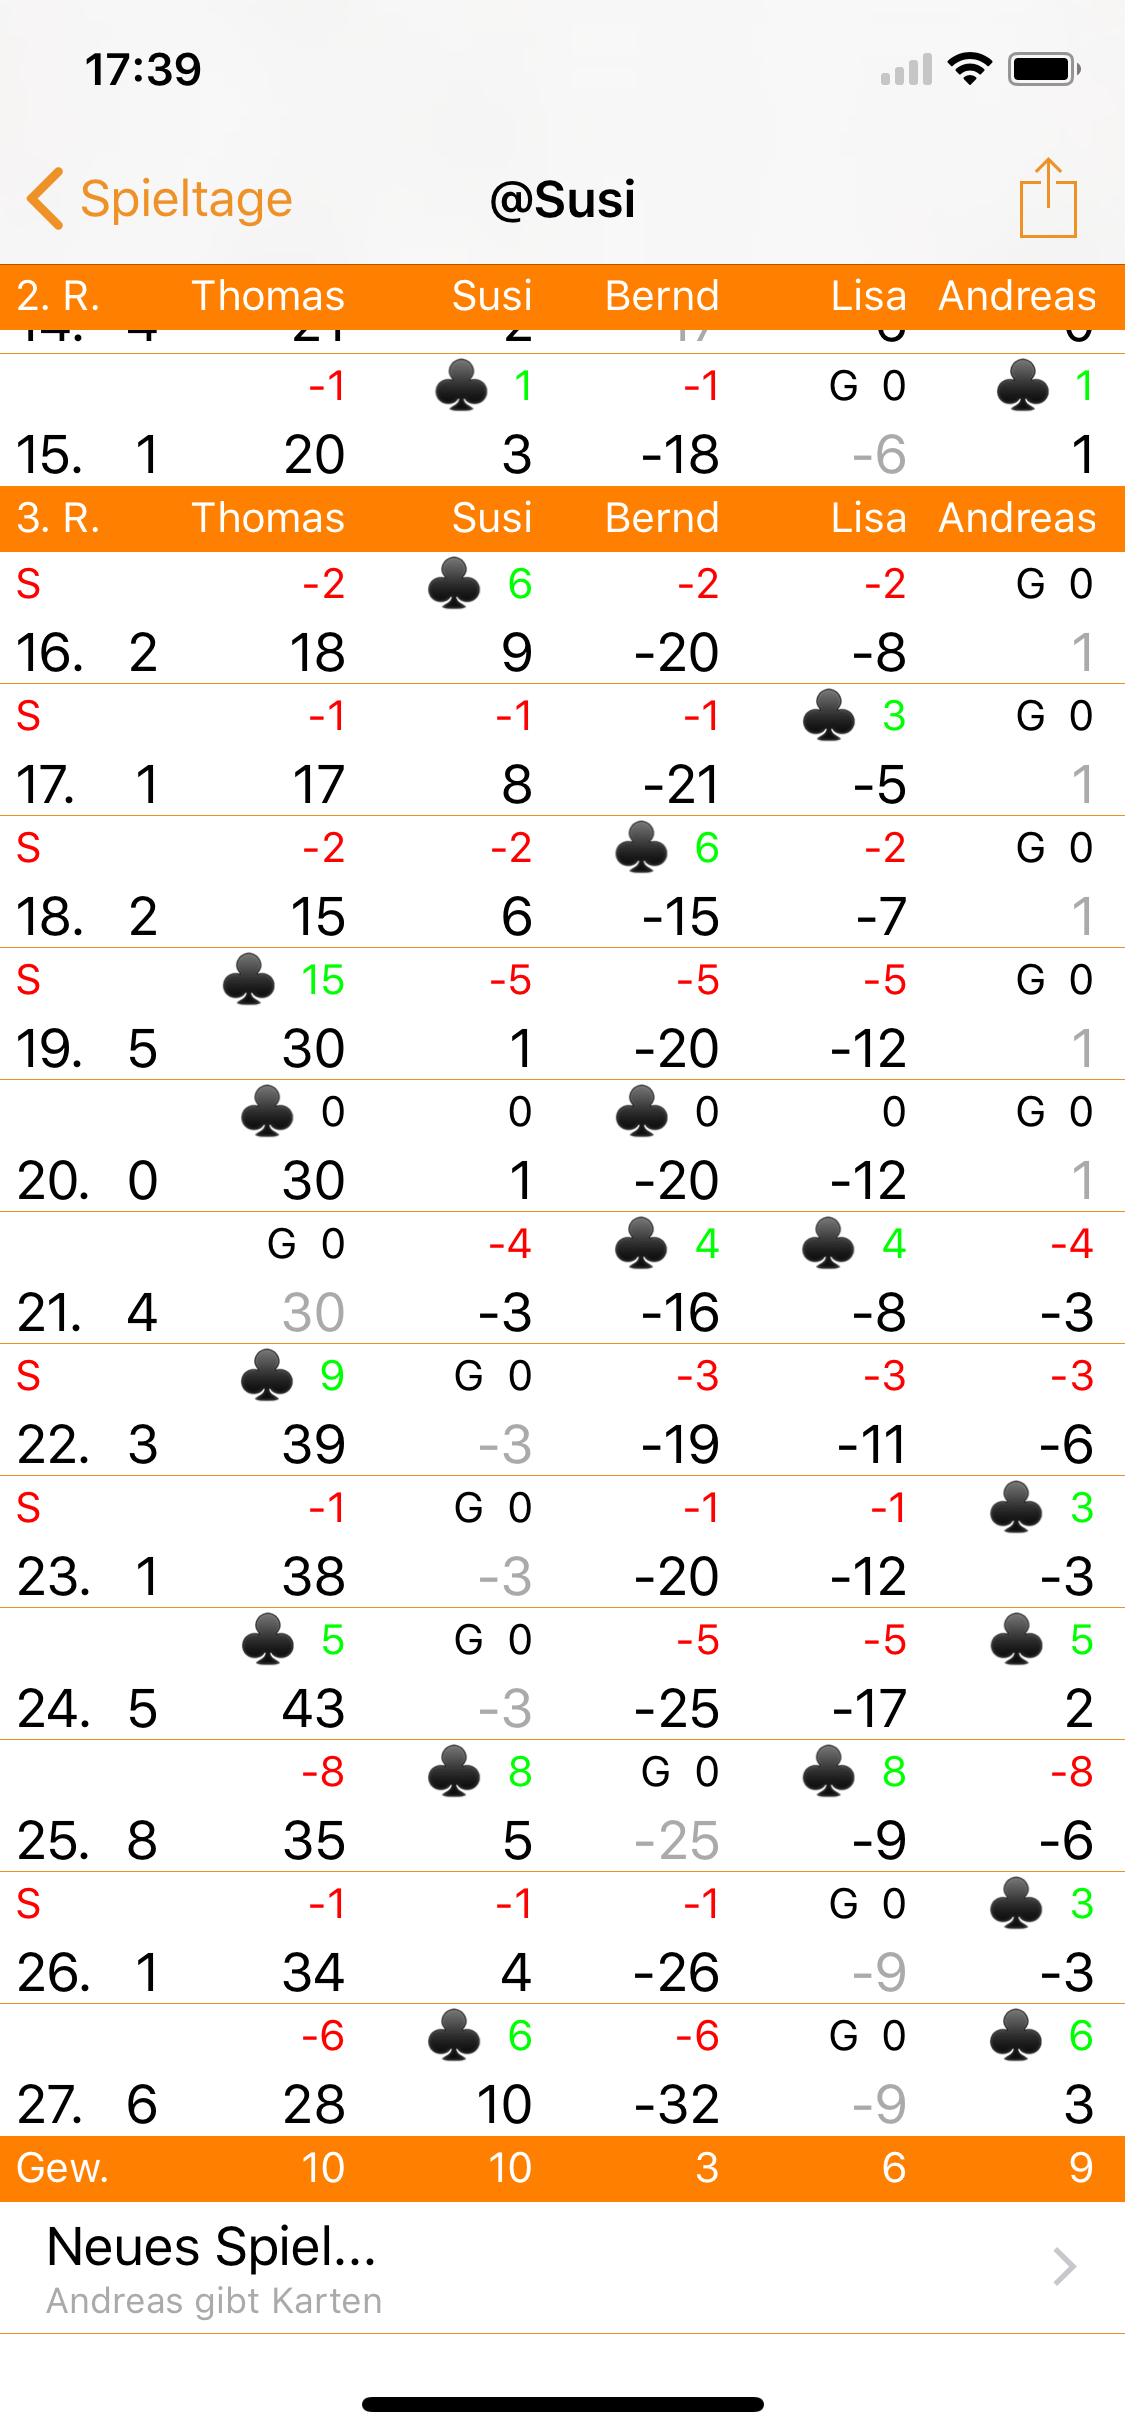 17:39
Spieltage @Susi
2. R. Thomas Susi Bernd Lisa Andreas
-1 ♣ 1 -1 G 0 ♣ 1
15. 1 20 3 -18 -6 1
3. R. Thomas Susi Bernd Lisa Andreas
S -2 ♣ 6 -2 -2 G 0
16. 2 18 9 -20 -8 1
S -1 -1 -1 ♣ 3 G 0
17. 1 17 8 -21 -5 1
S -2 -2 ♣ 6 -2 G 0
18. 2 15 6 -15 -7 1
S ♣ 15 -5 -5 -5 G 0
19. 5 30 1 -20 -12 1
♣ 0 0 ♣ 0 0 G 0
20. 0 30 1 -20 -12 1
G 0 -4 ♣ 4 ♣ 4 -4
21. 4 30 -3 -16 -8 -3
S ♣ 9 G 0 -3 -3 -3
22. 3 39 -3 -19 -11 -6
S -1 G 0 -1 -1 ♣ 3
23. 1 38 -3 -20 -12 -3
♣ 5 G 0 -5 -5 ♣ 5
24. 5 43 -3 -25 -17 2
-8 ♣ 8 G 0 ♣ 8 -8
25. 8 35 5 -25 -9 -6
S -1 -1 -1 G 0 ♣ 3
26. 1 34 4 -26 -9 -3
-6 ♣ 6 -6 G 0 ♣ 6
27. 6 28 10 -32 -9 3
Gew. 10 10 3 6 9
Neues Spiel...
Andreas gibt Karten